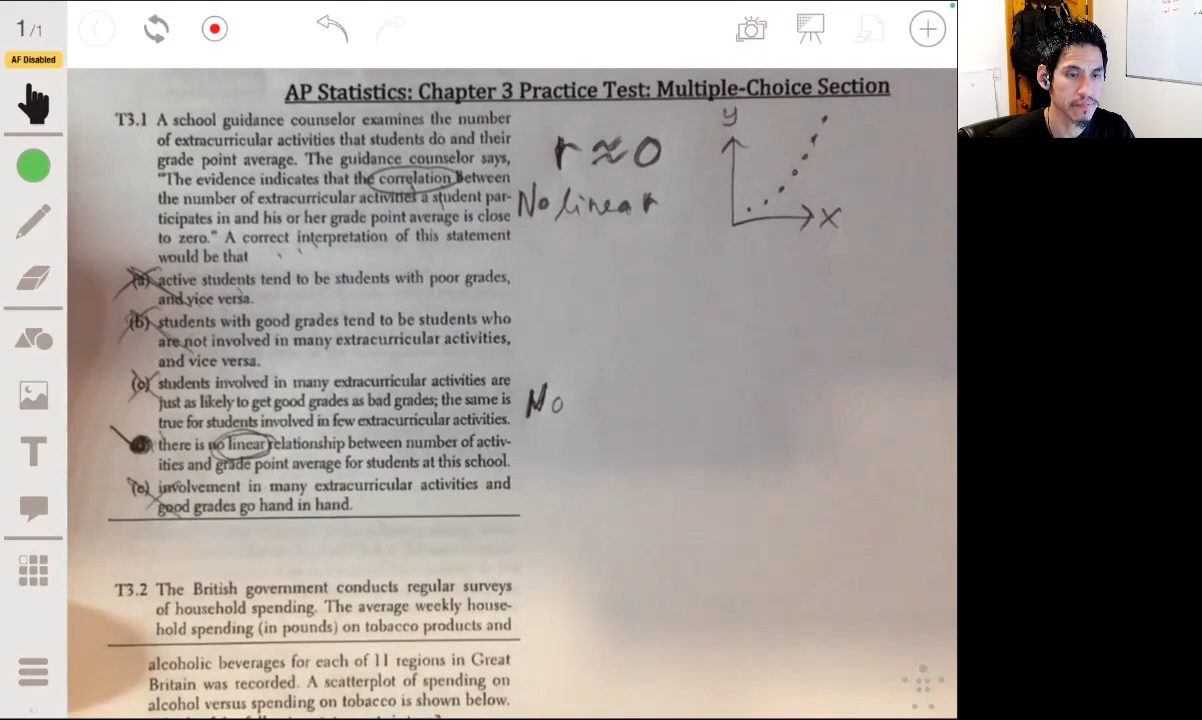 1/1
AF Disabled
AP Statistics: Chapter 3 Practice Test: Multiple-Choice Section
T3.1 A school guidance counselor examines the number
of extracurricular activities that students do and their
grade point average. The guidance counselor says,
"The evidence indicates that the correlation between
the number of extracurricular activities a student par-
ticipates in and his or her grade point average is close
to zero." A correct interpretation of this statement
would be that
(a) active students tend to be students with poor grades,
and vice versa.
(b) students with good grades tend to be students who
are not involved in many extracurricular activities,
and vice versa.
(c) students involved in many extracurricular activities are
just as likely to get good grades as bad grades; the same is
true for students involved in few extracurricular activities.
(d) there is no linear relationship between number of activ-
ities and grade point average for students at this school.
(e) involvement in many extracurricular activities and
good grades go hand in hand.
r ≈ 0
No linear
y
x
No
T3.2 The British government conducts regular surveys
of household spending. The average weekly house-
hold spending (in pounds) on tobacco products and
alcoholic beverages for each of 11 regions in Great
Britain was recorded. A scatterplot of spending on
alcohol versus spending on tobacco is shown below.
T